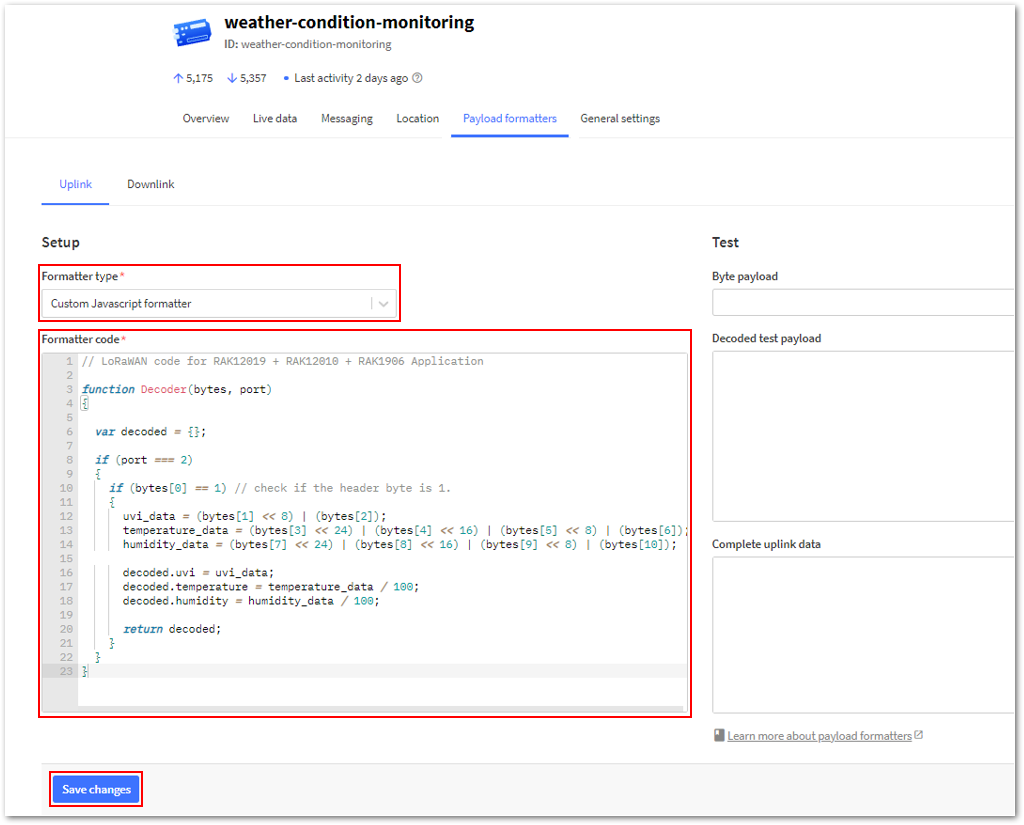 weather-condition-monitoring
ID: weather-condition-monitoring
5,175 5,357 • Last activity 2 days ago
Overview Live data Messaging Location Payload formatters General settings
Uplink Downlink
Setup
Formatter type*
Custom Javascript formatter
Formatter code*
1 // LoRaWAN code for RAK12019 + RAK12010 + RAK1906 Application
2
3 function Decoder(bytes, port)
4 {
5
6 var decoded = {};
7
8 if (port === 2)
9 {
10 if (bytes[0] == 1) // check if the header byte is 1.
11 {
12 uvi_data = (bytes[1] << 8) | (bytes[2]);
13 temperature_data = (bytes[3] << 24) | (bytes[4] << 16) | (bytes[5] << 8) | (bytes[6]);
14 humidity_data = (bytes[7] << 24) | (bytes[8] << 16) | (bytes[9] << 8) | (bytes[10]);
15
16 decoded.uvi = uvi_data;
17 decoded.temperature = temperature_data / 100;
18 decoded.humidity = humidity_data / 100;
19
20 return decoded;
21 }
22 }
23 }
Test
Byte payload
Decoded test payload
Complete uplink data
Learn more about payload formatters
Save changes